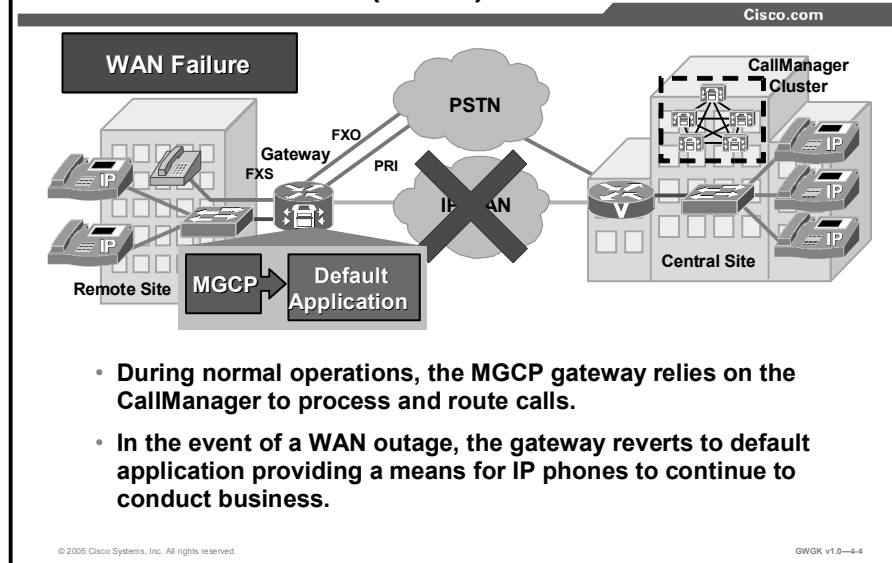 Cisco.com
WAN Failure
PSTN
CallManager
Cluster
FXO
Gateway
FXS
PRI
IP
IP
IP
IP
IP
V
Central Site
Remote Site
MGCP
Default
Application
• During normal operations, the MGCP gateway relies on the
CallManager to process and route calls.
• In the event of a WAN outage, the gateway reverts to default
application providing a means for IP phones to continue to
conduct business.
© 2005 Cisco Systems, Inc. All rights reserved.
GWGK v1.0—4-4